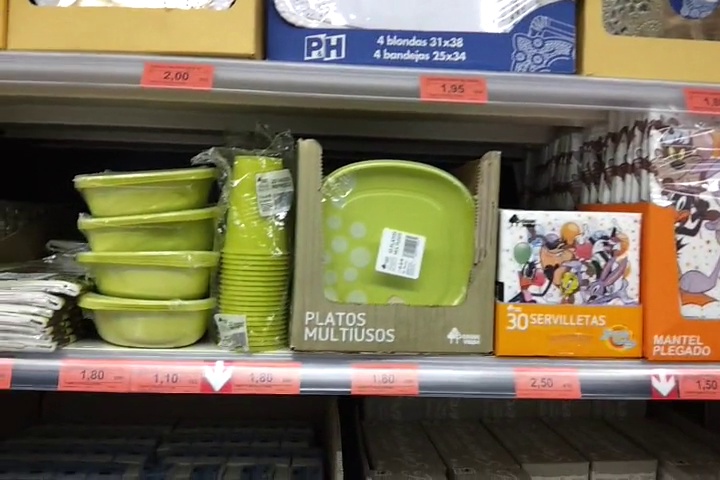 PH
4 blondas 31x38
4 bandejas 25x34
2,00
1,95
PLATOS
MULTIUSOS
30 SERVILLETAS
MANTEL
PLEGADO
1,80
1,10
1,80
1,80
2,50
1,50